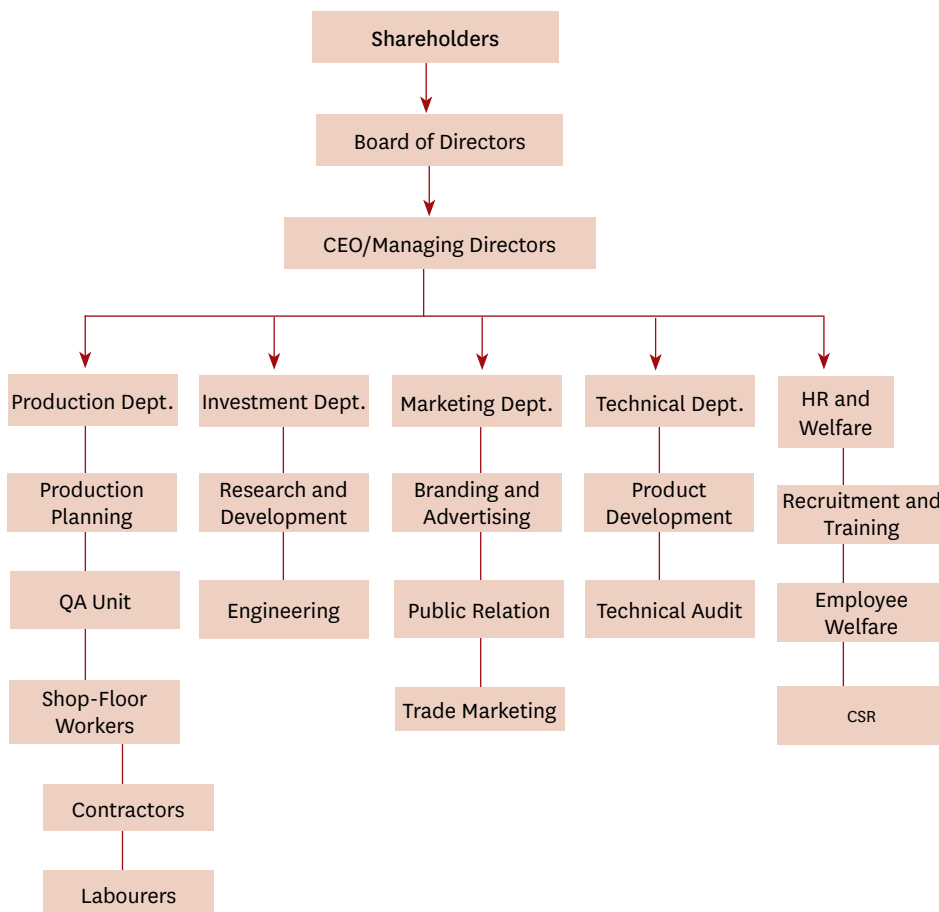 Shareholders
Board of Directors
CEO/Managing Directors
Production Dept.
Investment Dept.
Marketing Dept.
Technical Dept.
HR and
Welfare
Production
Planning
Research and
Development
Branding and
Advertising
Product
Development
Recruitment and
Training
QA Unit
Engineering
Public Relation
Technical Audit
Employee
Welfare
Shop-Floor
Workers
Trade Marketing
CSR
Contractors
Labourers